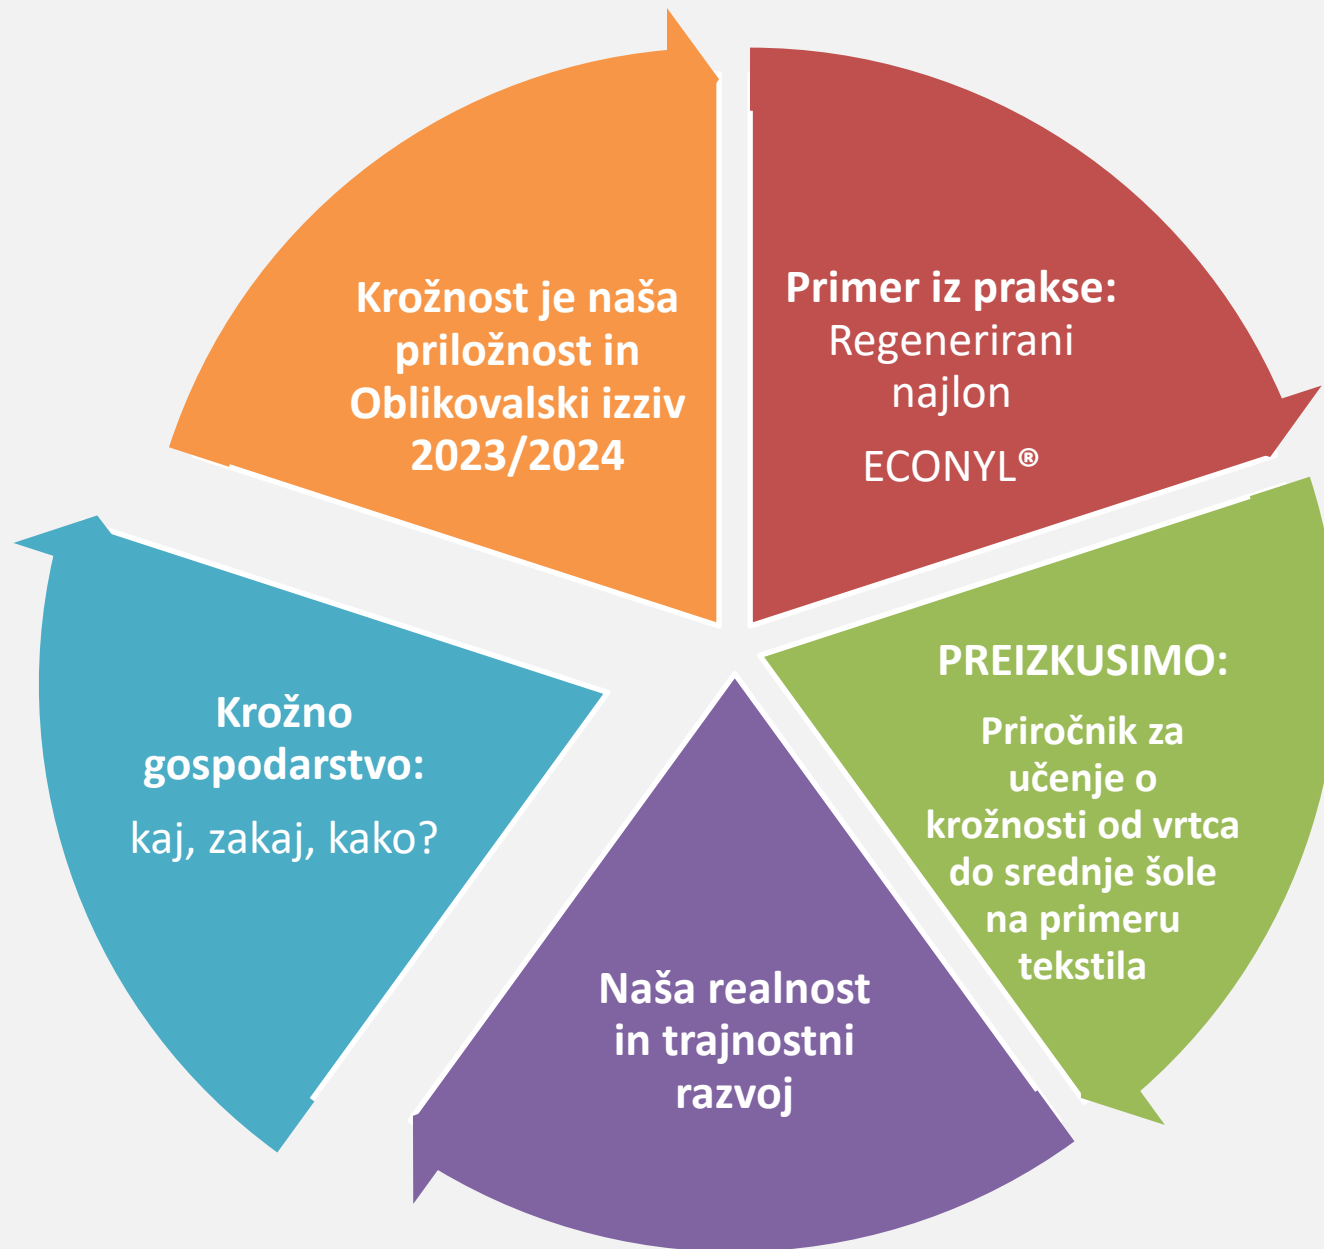 Krožnost je naša
priložnost in
Oblikovalski izziv
2023/2024
Primer iz prakse:
Regenerirani
najlon
ECONYL®
PREIZKUSIMO:
Priročnik za
učenje o
krožnosti od vrtca
do srednje šole
na primeru
tekstila
Naša realnost
in trajnostni
razvoj
Krožno
gospodarstvo:
kaj, zakaj, kako?